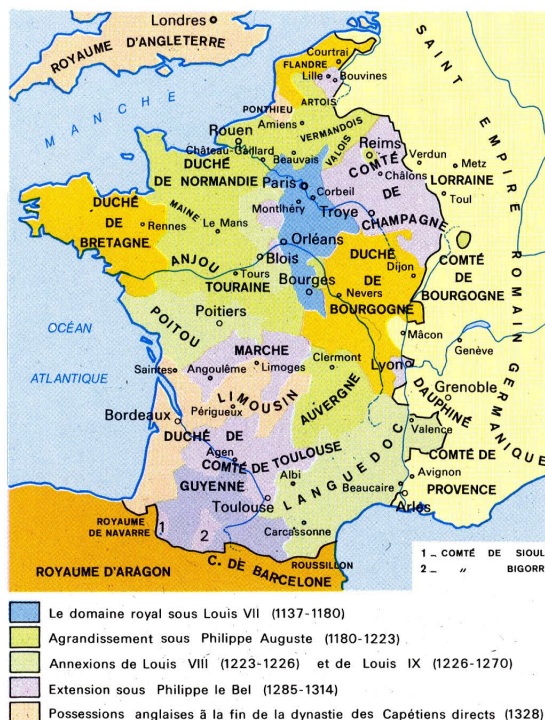 Londres
ROYAUME D'ANGLETERRE
MANCHE
SAINT EMPIRE ROMAIN GERMANIQUE
Courtrai
FLANDRE
Lille
Bouvines
ARTOIS
PONTHIEU
Amiens
VERMANDOIS
Rouen
Château-Gaillard
Beauvais
VALOIS
Reims
Verdun
Metz
DUCHÉ
DE NORMANDIE
Paris
COMTÉ
DE
CHAMPAGNE
Châlons
LORRAINE
Toul
Corbeil
Montlhéry
Troye
DUCHÉ
DE
BRETAGNE
Rennes
MAINE
Le Mans
Orléans
ANJOU
Blois
Tours
TOURAINE
Bourges
DUCHÉ
DE
BOURGOGNE
Dijon
Nevers
COMTÉ
DE
BOURGOGNE
OCÉAN
ATLANTIQUE
POITOU
Poitiers
Mâcon
Genève
MARCHE
Clermont
Lyon
Saintes
Angoulême
Limoges
LIMOUSIN
AUVERGNE
DAUPHINÉ
Grenoble
Périgueux
Bordeaux
DUCHÉ DE
GUYENNE
Valence
Agen
COMTÉ DE TOULOUSE
LANGUEDOC
COMTÉ DE
PROVENCE
Albi
Avignon
Beaucaire
Arles
Toulouse
Carcassonne
ROYAUME
DE NAVARRE
1
2
ROUSSILLON
C. DE BARCELONE
ROYAUME D'ARAGON
1 _ COMTÉ DE SIOUL
2 _ " BIGORR
Le domaine royal sous Louis VII (1137-1180)
Agrandissement sous Philippe Auguste (1180-1223)
Annexions de Louis VIII (1223-1226) et de Louis IX (1226-1270)
Extension sous Philippe le Bel (1285-1314)
Possessions anglaises à la fin de la dynastie des Capétiens directs (1328)